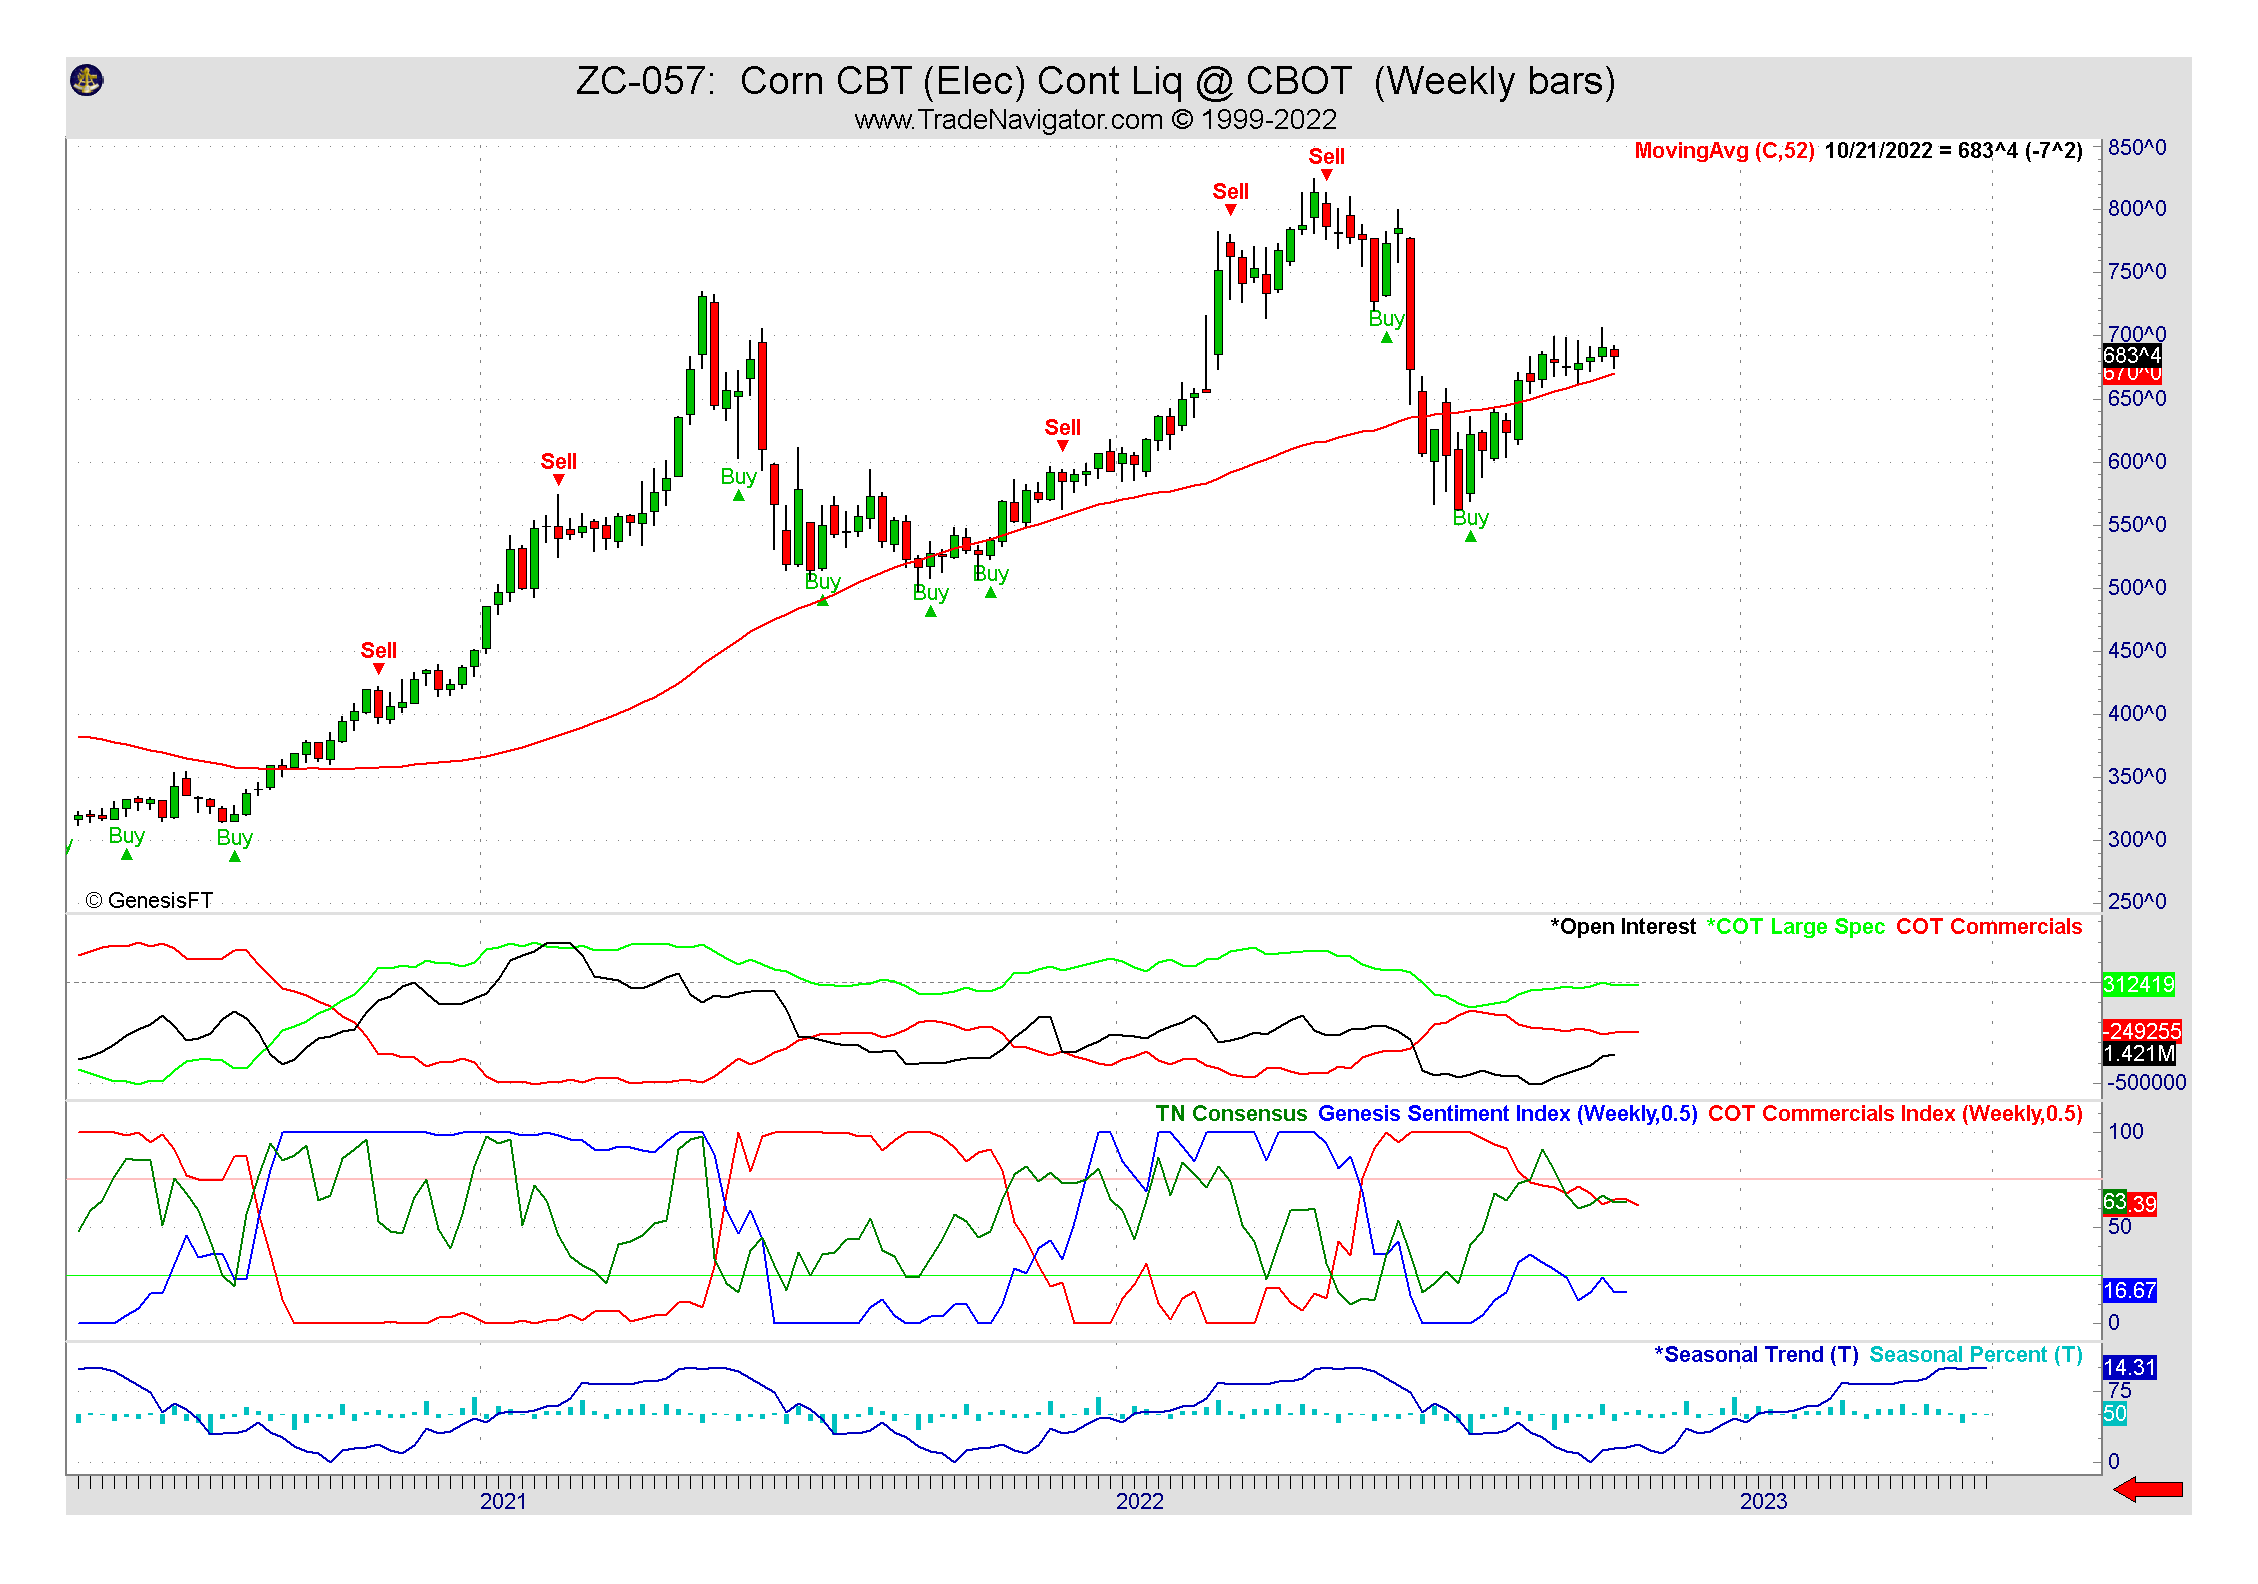 ZC-057: Corn CBT (Elec) Cont Liq @ CBOT (Weekly bars)
www.TradeNavigator.com © 1999-2022
MovingAvg (C,52) 10/21/2022 = 683^4 (-7^2)
850^0
Sell
Sell
800^0
750^0
Buy
700^0
683^4
670^0
650^0
Sell
Sell
600^0
Buy
Buy
550^0
Buy
Buy
Buy
500^0
Sell
450^0
400^0
350^0
Buy
Buy
300^0
© GenesisFT
250^0
*Open Interest *COT Large Spec COT Commercials
312419
-249255
1.421M
-500000
TN Consensus Genesis Sentiment Index (Weekly,0.5) COT Commercials Index (Weekly,0.5)
100
63.39
50
16.67
0
*Seasonal Trend (T) Seasonal Percent (T)
14.31
75
50
0
2021 2022 2023